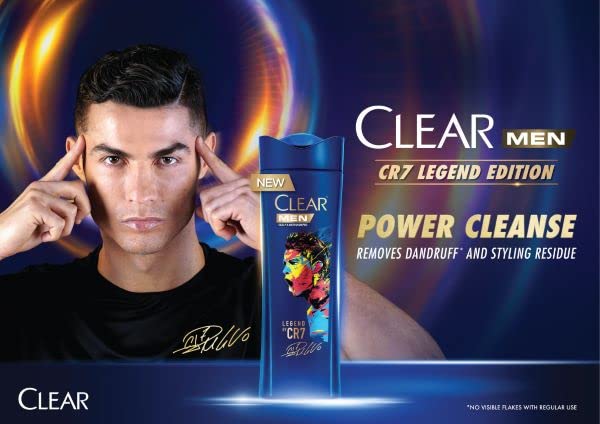 CLEAR MEN
CR7 LEGEND EDITION
POWER CLEANSE
REMOVES DANDRUFF* AND STYLING RESIDUE
NEW
CLEAR
MEN
LEGEND
BY CR7
CLEAR
*NO VISIBLE FLAKES WITH REGULAR USE